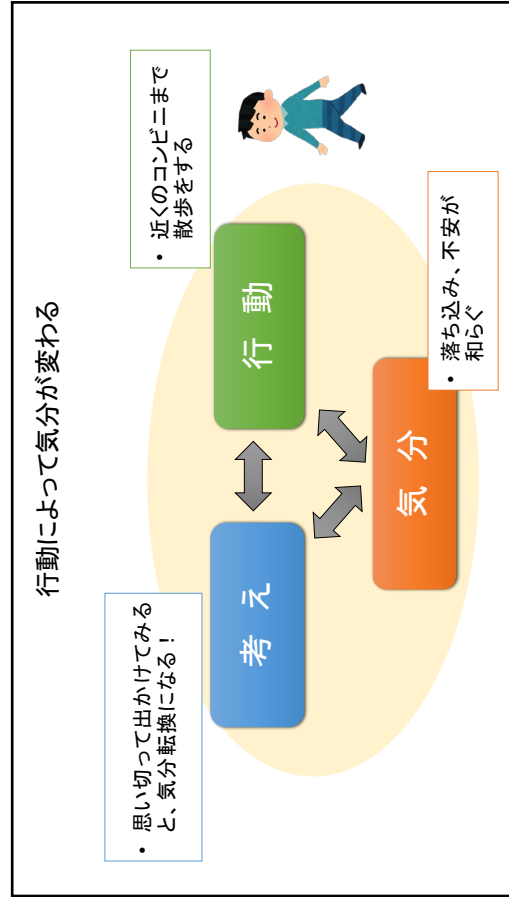 行動によって気分が変わる
• 思い切って出かけてみる
と、気分転換になる！
• 近くのコンビニまで
散歩をする
考 え
行 動
気 分
• 落ち込み、不安が
和らぐ